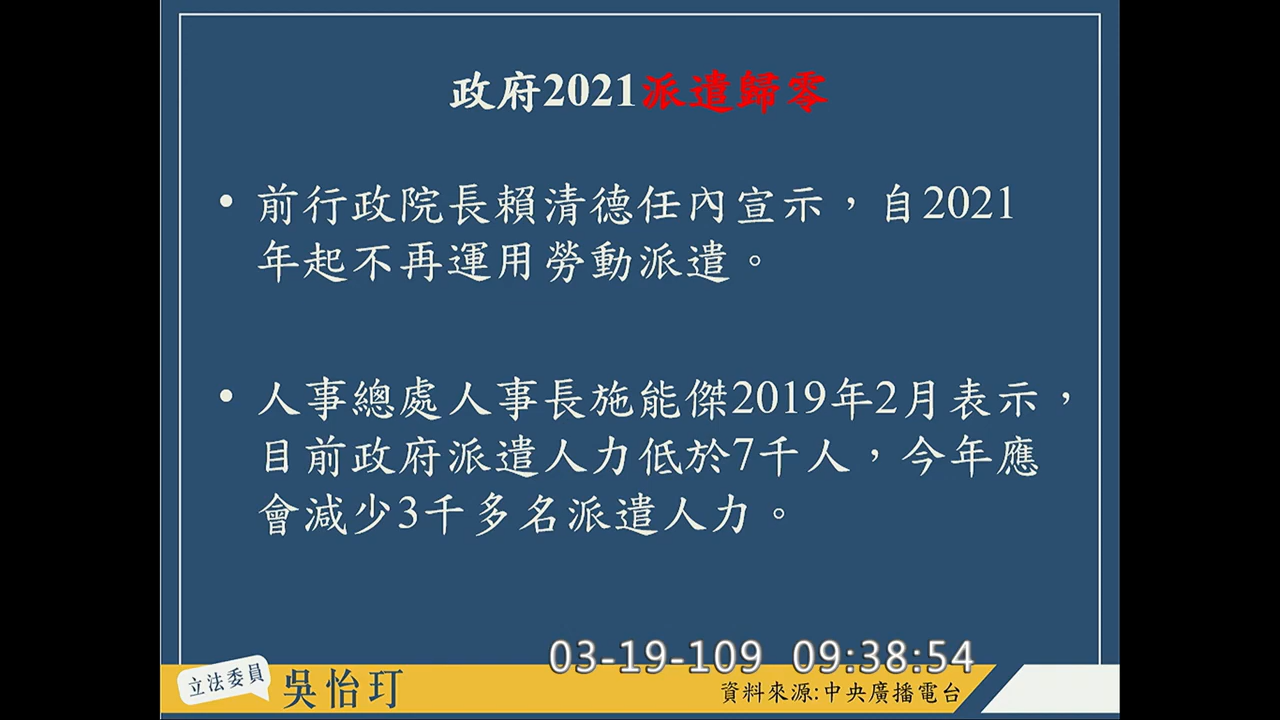 政府2021派遣歸零
• 前行政院長賴清德任內宣示，自2021
年起不再運用勞動派遣。
• 人事總處人事長施能傑2019年2月表示，
目前政府派遣人力低於7千人，今年應
會減少3千多名派遣人力。
03-19-109 09:38:54
立法委員 吳怡玎
資料來源:中央廣播電台